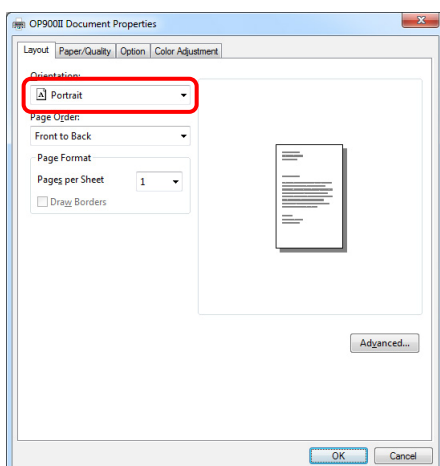 OP900II Document Properties
Layout Paper/Quality Option Color Adjustment
Orientation:
Portrait
Page Order:
Front to Back
Page Format
Pages per Sheet 1
Draw Borders
Advanced...
OK Cancel